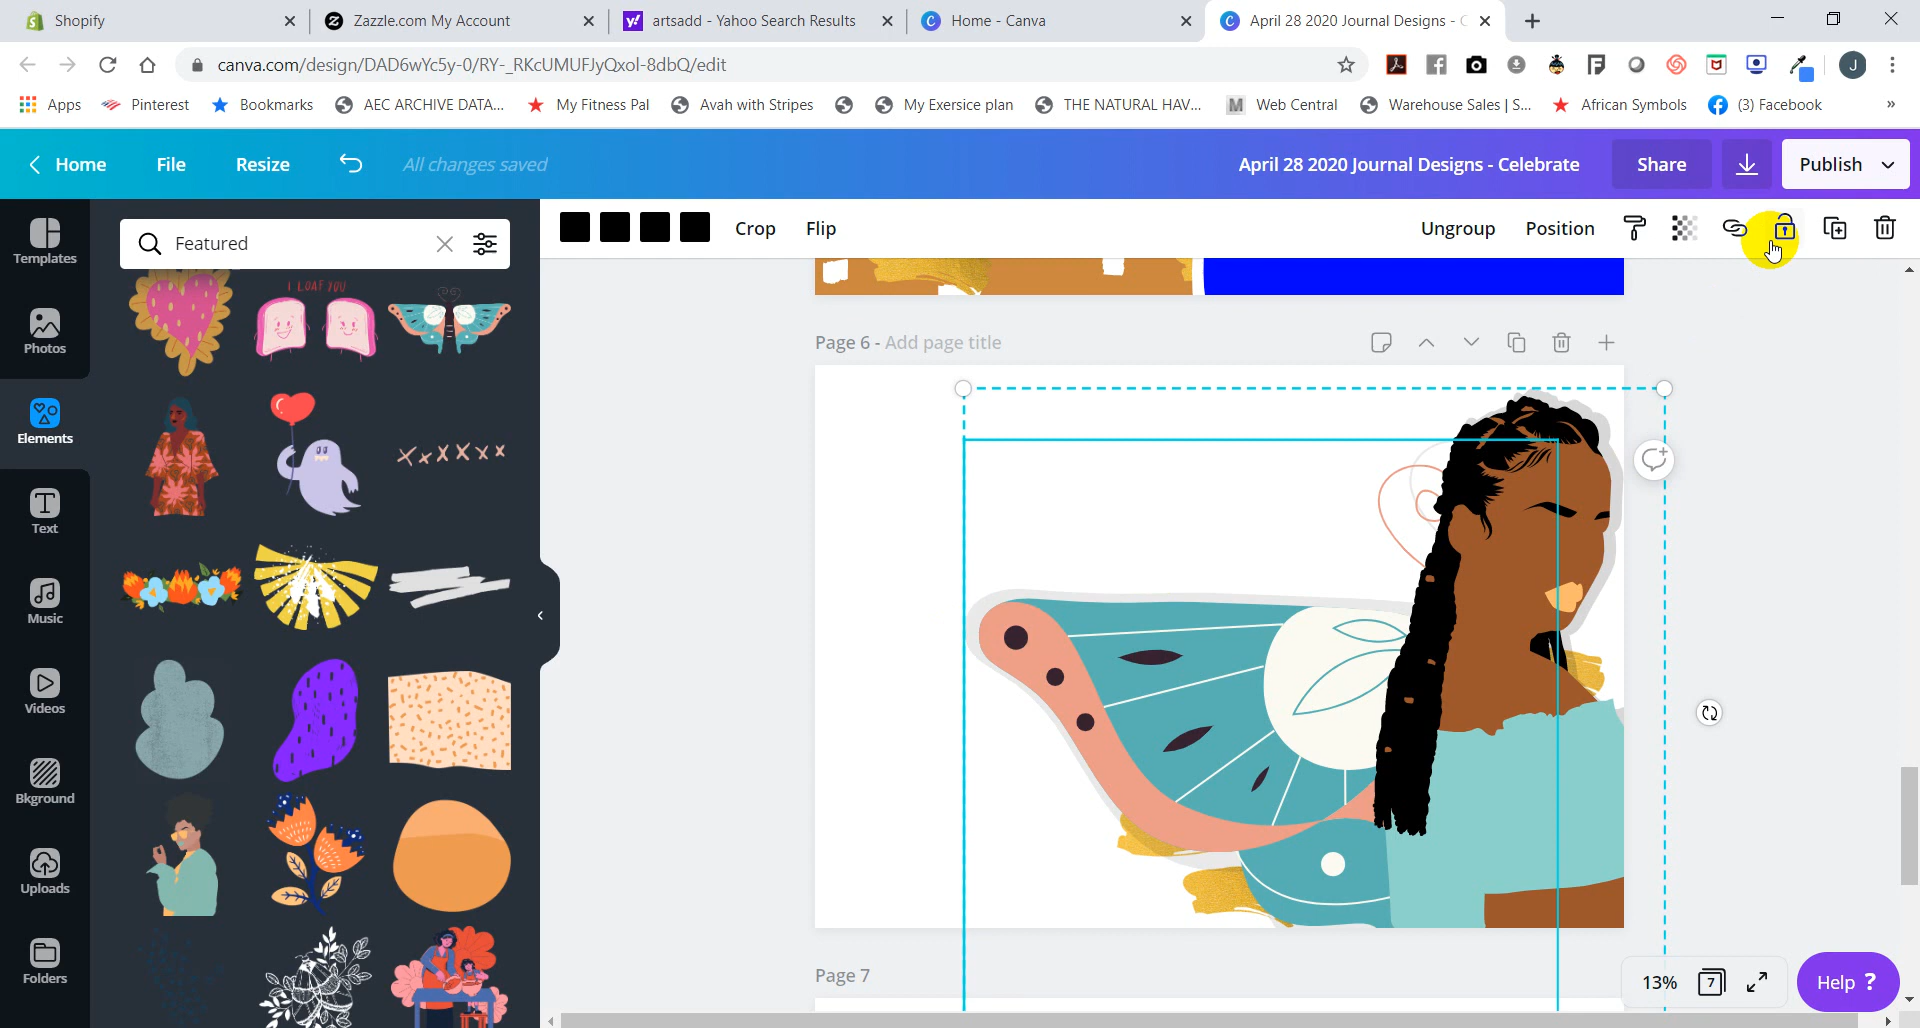 Shopify
Zazzle.com My Account
artsadd - Yahoo Search Results
Home - Canva
April 28 2020 Journal Designs - C
canva.com/design/DAD6wYc5y-0/RY-_RKcUMUFJyQxol-8dbQ/edit
J
Apps
Pinterest
Bookmarks
AEC ARCHIVE DATA...
My Fitness Pal
Avah with Stripes
My Exersice plan
THE NATURAL HAV...
M Web Central
Warehouse Sales | S...
African Symbols
(3) Facebook
»
Home
File
Resize
All changes saved
April 28 2020 Journal Designs - Celebrate
Share
Publish
Templates
Photos
Elements
Text
Music
Videos
Bkground
Uploads
Folders
Featured
I LOAF YOU
Crop
Flip
Ungroup
Position
Page 6 - Add page title
Page 7
13%
7
Help ?